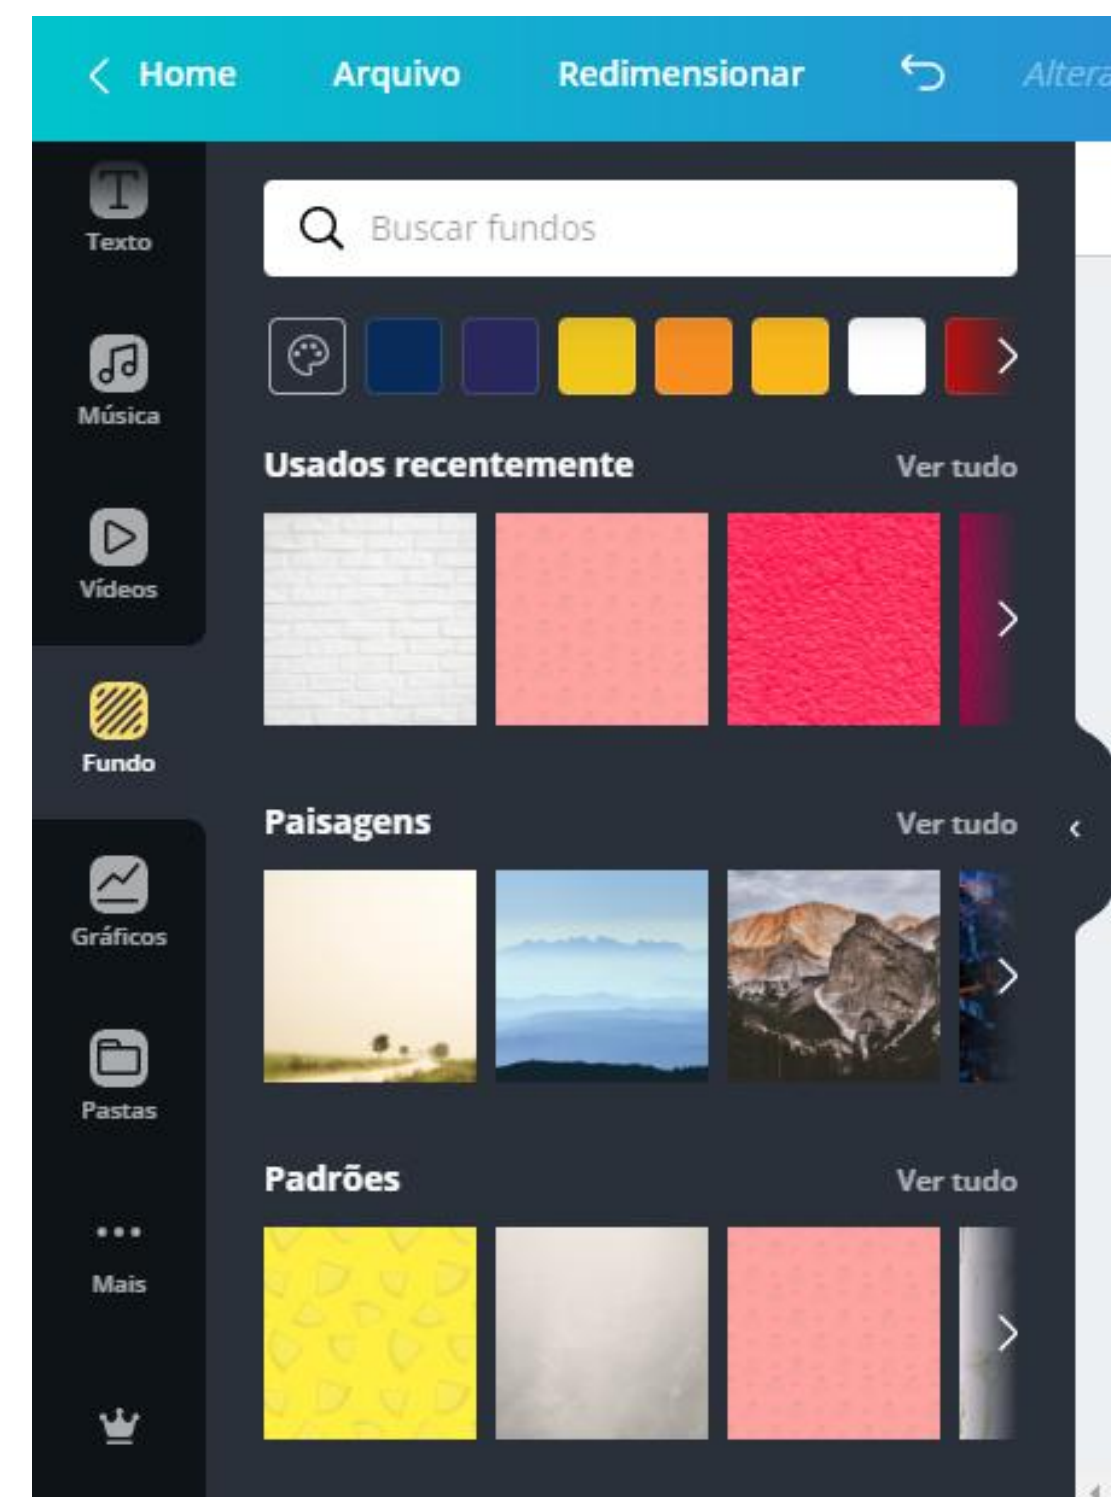 Home Arquivo Redimensionar Altera
Texto
Buscar fundos
Música
Usados recentemente Ver tudo
Vídeos
Fundo
Paisagens Ver tudo
Gráficos
Pastas
Padrões Ver tudo
Mais